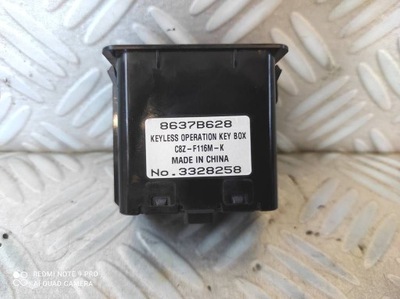 8637B628
KEYLESS OPERATION KEY BOX
C8Z-F116M-K
MADE IN CHINA
No.3328258
REDMI NOTE 9 PRO
AI QUAD CAMERA